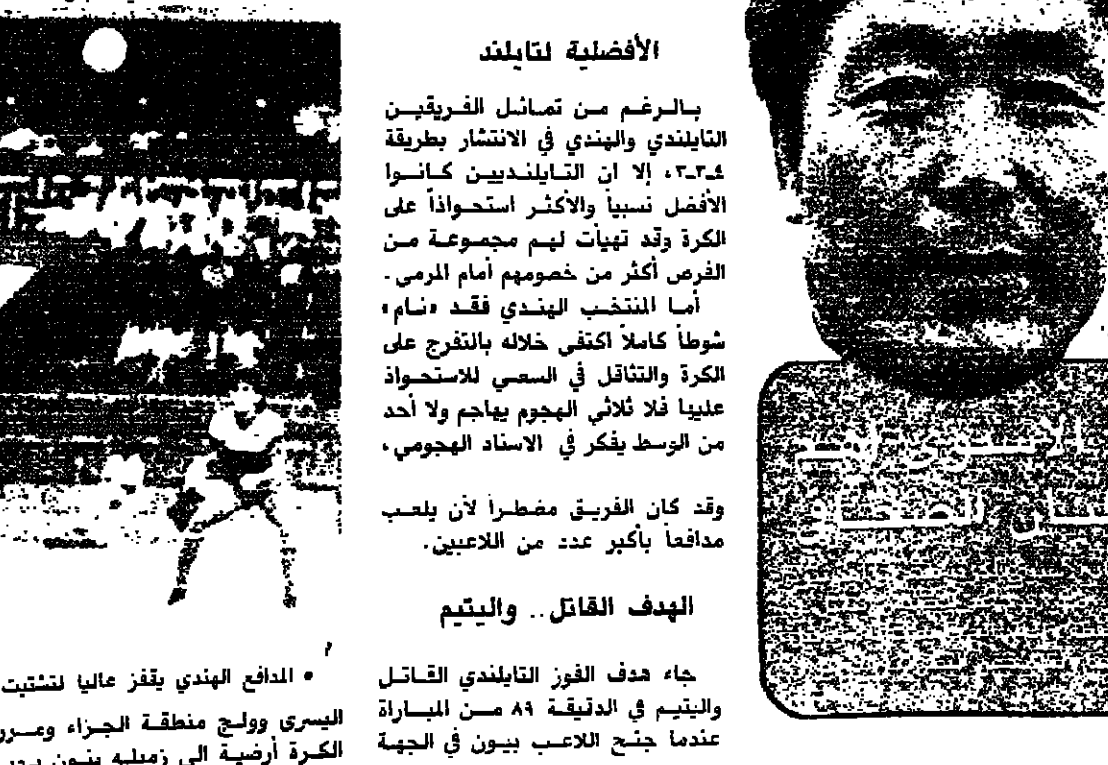 الأفضلية لتايلند
بالرغم من تماثل الفريقين
التايلندي والهندي في الانتشار بطريقة
٤ـ٣ـ٣، إلا ان التايلنديين كانوا
الأفضل نسبياً والأكثر استحواذاً على
الكرة وقد تهيأت لهم مجموعة من
الفرص أكثر من خصومهم أمام المرمى.
أما المنتخب الهندي فقد «نام»
شوطاً كاملاً اكتفى خلاله بالتفرج على
الكرة والتثاقل في السعي للاستحواذ
عليها فلا ثلاثي الهجوم يهاجم ولا أحد
من الوسط يفكر في الاسناد الهجومي،
وقد كان الفريق مضطراً لأن يلعب
مدافعاً بأكبر عدد من اللاعبين.
الهدف القاتل.. واليتيم
جاء هدف الفوز التايلندي القاتل
واليتيم في الدقيقة ٨٩ من المباراة
عندما جنح اللاعب بيون في الجهة
• المدافع الهندي يقفز عاليا لتشتيت
اليسرى وولج منطقة الجزاء ومرر
الكرة أرضية الى زميله